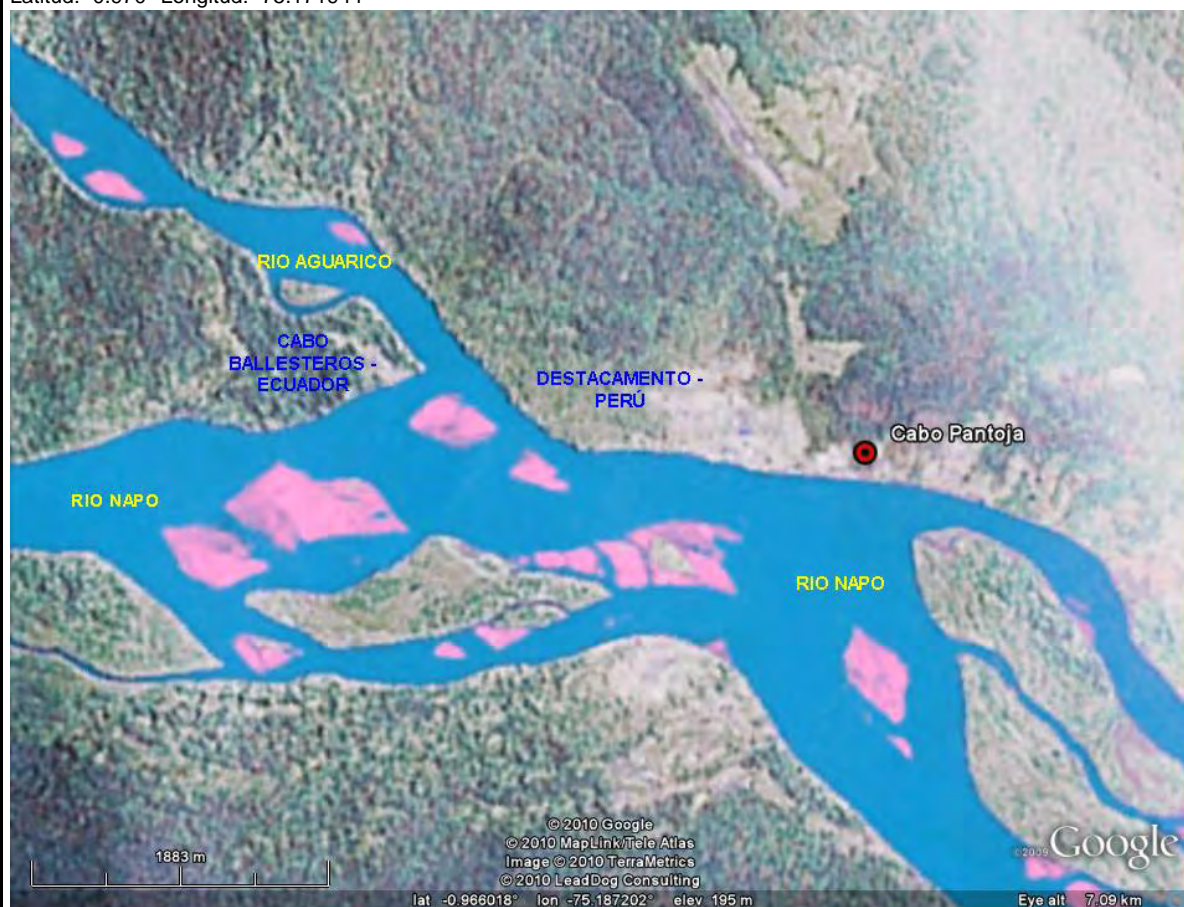 RIO AGUARICO
CABO
BALLESTEROS -
ECUADOR
DESTACAMENTO -
PERÚ
Cabo Pantoja
RIO NAPO
RIO NAPO
© 2010 Google
© 2010 MapLink/Tele Atlas
Image © 2010 TerraMetrics
© 2010 LeadDog Consulting
1883 m
©2009 Google
lat -0.966018° lon -75.187202° elev 195 m
Eye alt 7.09 km